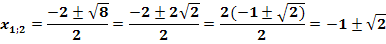 x₁;₂ = (-2 ± √8)/2 = (-2 ± 2√2)/2 = 2(-1 ± √2)/2 = -1 ± √2